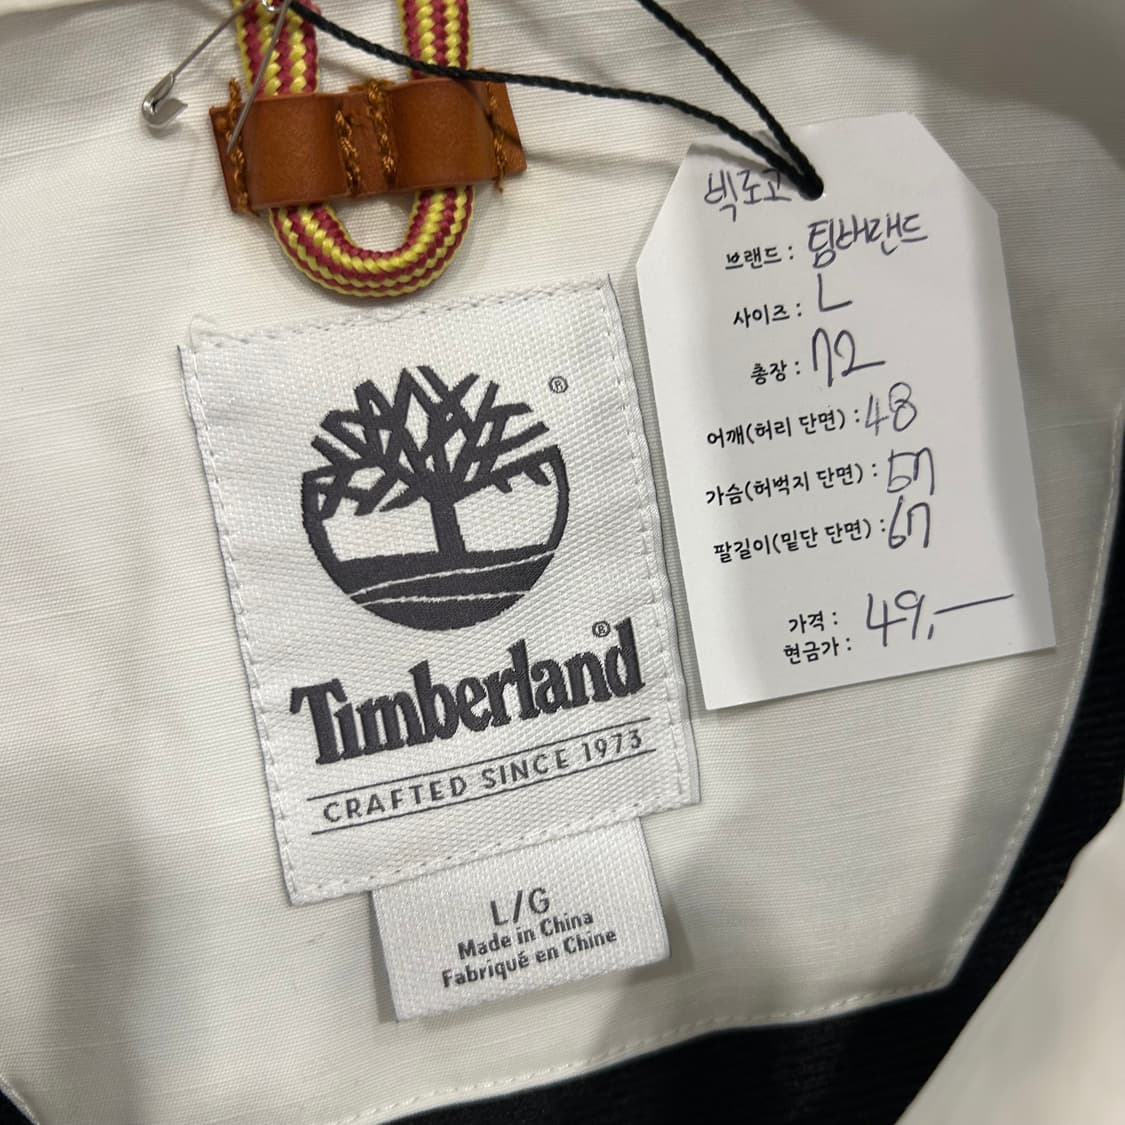 Timberland®
CRAFTED SINCE 1973
L/G
Made in China
Fabriqué en Chine
빅로고
브랜드 : 팀버랜드
사이즈 : L
총장 : 72
어깨(허리 단면) : 48
가슴(허벅지 단면) : 57
팔길이(밑단 단면) : 67
가격 : 49,—
현금가 :